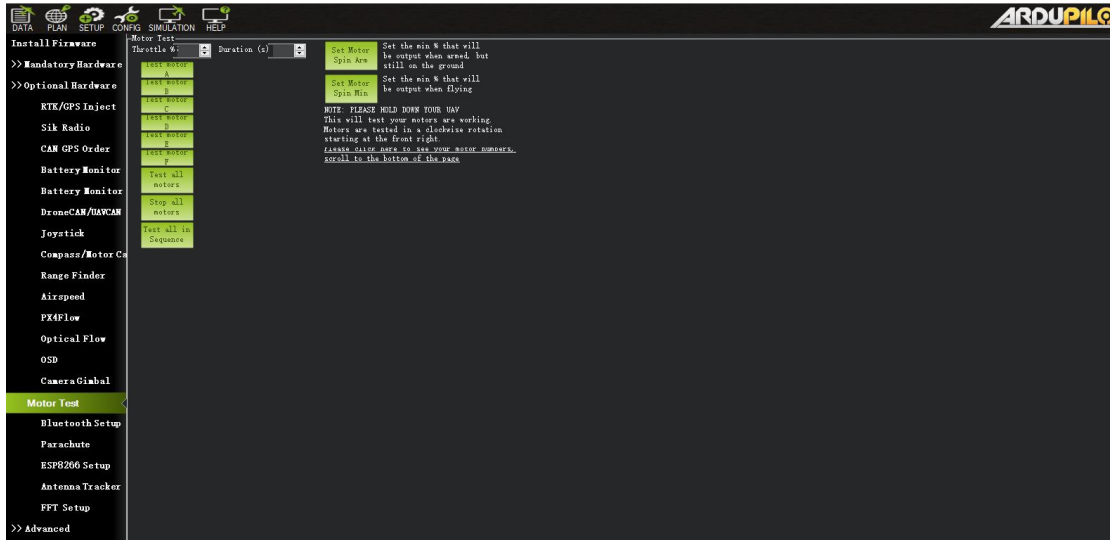 DATA PLAN SETUP CONFIG SIMULATION HELP
ARDUPILO
Install Firmware
>> Mandatory Hardware
>> Optional Hardware
RTK/GPS Inject
Sik Radio
CAN GPS Order
Battery Monitor
Battery Monitor
DroneCAN/UAVCAN
Joystick
Compass/Motor Ca
Range Finder
Airspeed
PX4Flow
Optical Flow
OSD
Camera Gimbal
Motor Test
Bluetooth Setup
Parachute
ESP8266 Setup
Antenna Tracker
FFT Setup
>> Advanced
Motor Test
Throttle % Duration (s)
Test motor
A
Test motor
B
Test motor
C
Test motor
D
Test motor
E
Test motor
F
Test all
motors
Stop all
motors
Test all in
Sequence
Set Motor
Spin Arm
Set the min % that will
be output when armed, but
still on the ground
Set Motor
Spin Min
Set the min % that will
be output when flying
NOTE: PLEASE HOLD DOWN YOUR UAV
This will test your motors are working.
Motors are tested in a clockwise rotation
starting at the front right.
Please click here to see your motor numbers,
scroll to the bottom of the page